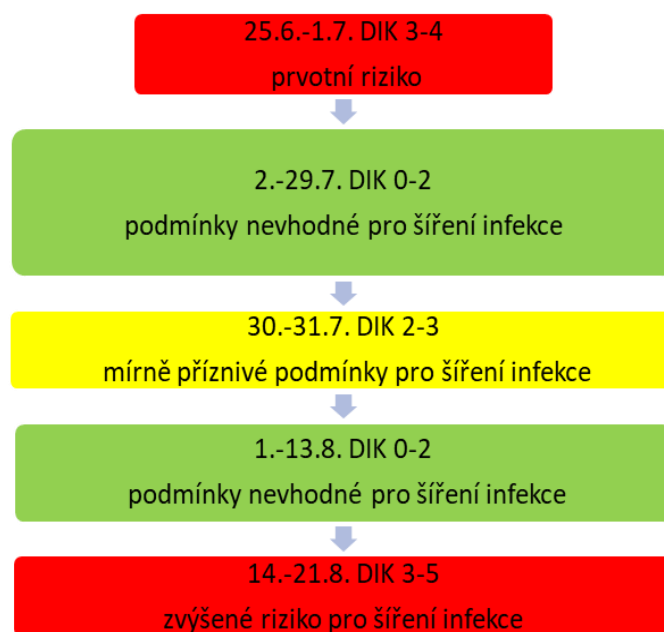 25.6.-1.7. DIK 3-4
prvotní riziko
2.-29.7. DIK 0-2
podmínky nevhodné pro šíření infekce
30.-31.7. DIK 2-3
mírně příznivé podmínky pro šíření infekce
1.-13.8. DIK 0-2
podmínky nevhodné pro šíření infekce
14.-21.8. DIK 3-5
zvýšené riziko pro šíření infekce